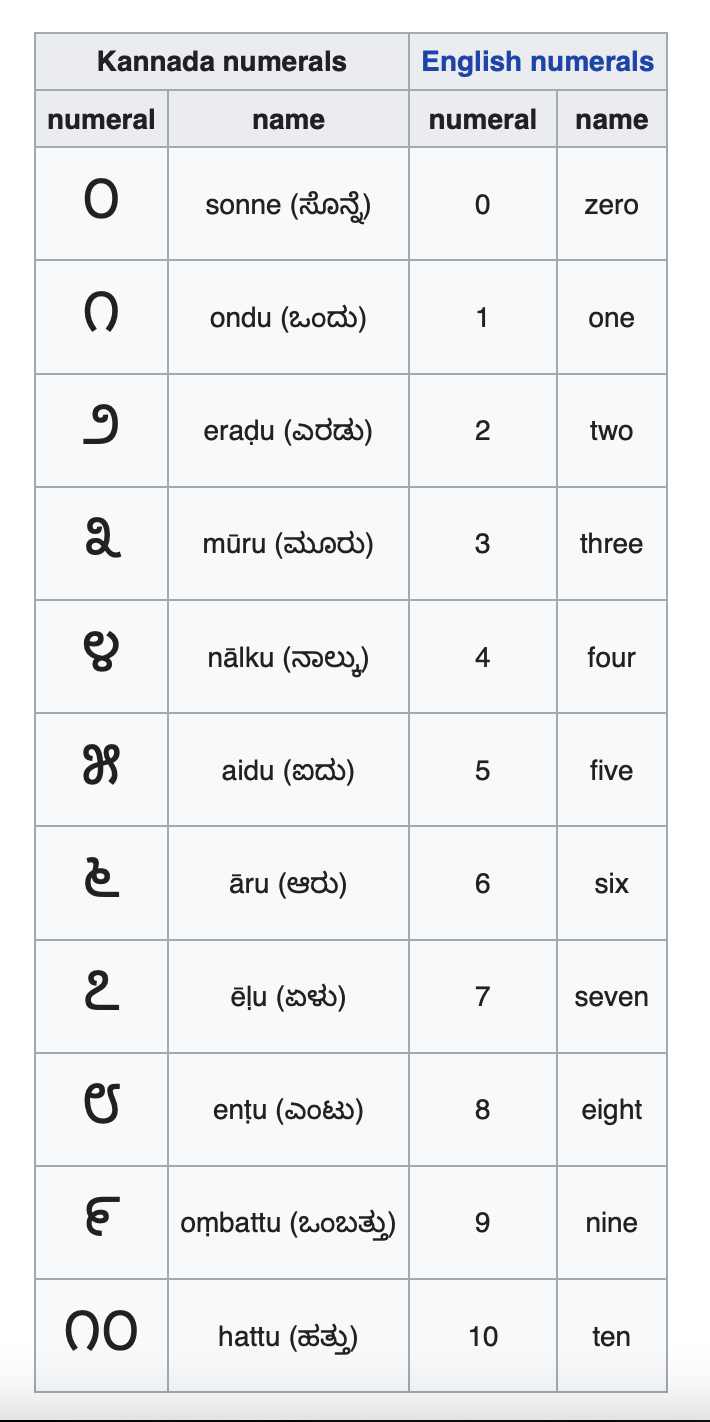 Kannada numerals English numerals
numeral name numeral name
೦ sonne (ಸೊನ್ನೆ) 0 zero
೧ ondu (ಒಂದು) 1 one
೨ eraḍu (ಎರಡು) 2 two
೩ mūru (ಮೂರು) 3 three
೪ nālku (ನಾಲ್ಕು) 4 four
೫ aidu (ಐದು) 5 five
೬ āru (ಆರು) 6 six
೭ ēḷu (ಏಳು) 7 seven
೮ enṭu (ಎಂಟು) 8 eight
೯ oṃbattu (ಒಂಬತ್ತು) 9 nine
೧೦ hattu (ಹತ್ತು) 10 ten